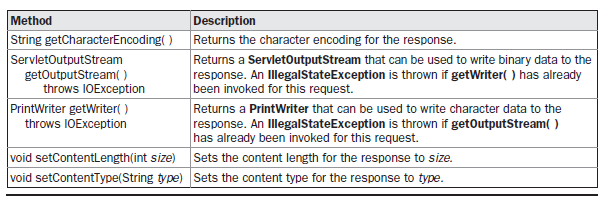 Method Description
String getCharacterEncoding( ) Returns the character encoding for the response.
ServletOutputStream Returns a ServletOutputStream that can be used to write binary data to the
getOutputStream( ) response. An IllegalStateException is thrown if getWriter( ) has already
throws IOException been invoked for this request.
PrintWriter getWriter( ) Returns a PrintWriter that can be used to write character data to the
throws IOException response. An IllegalStateException is thrown if getOutputStream( )
has already been invoked for this request.
void setContentLength(int size) Sets the content length for the response to size.
void setContentType(String type) Sets the content type for the response to type.